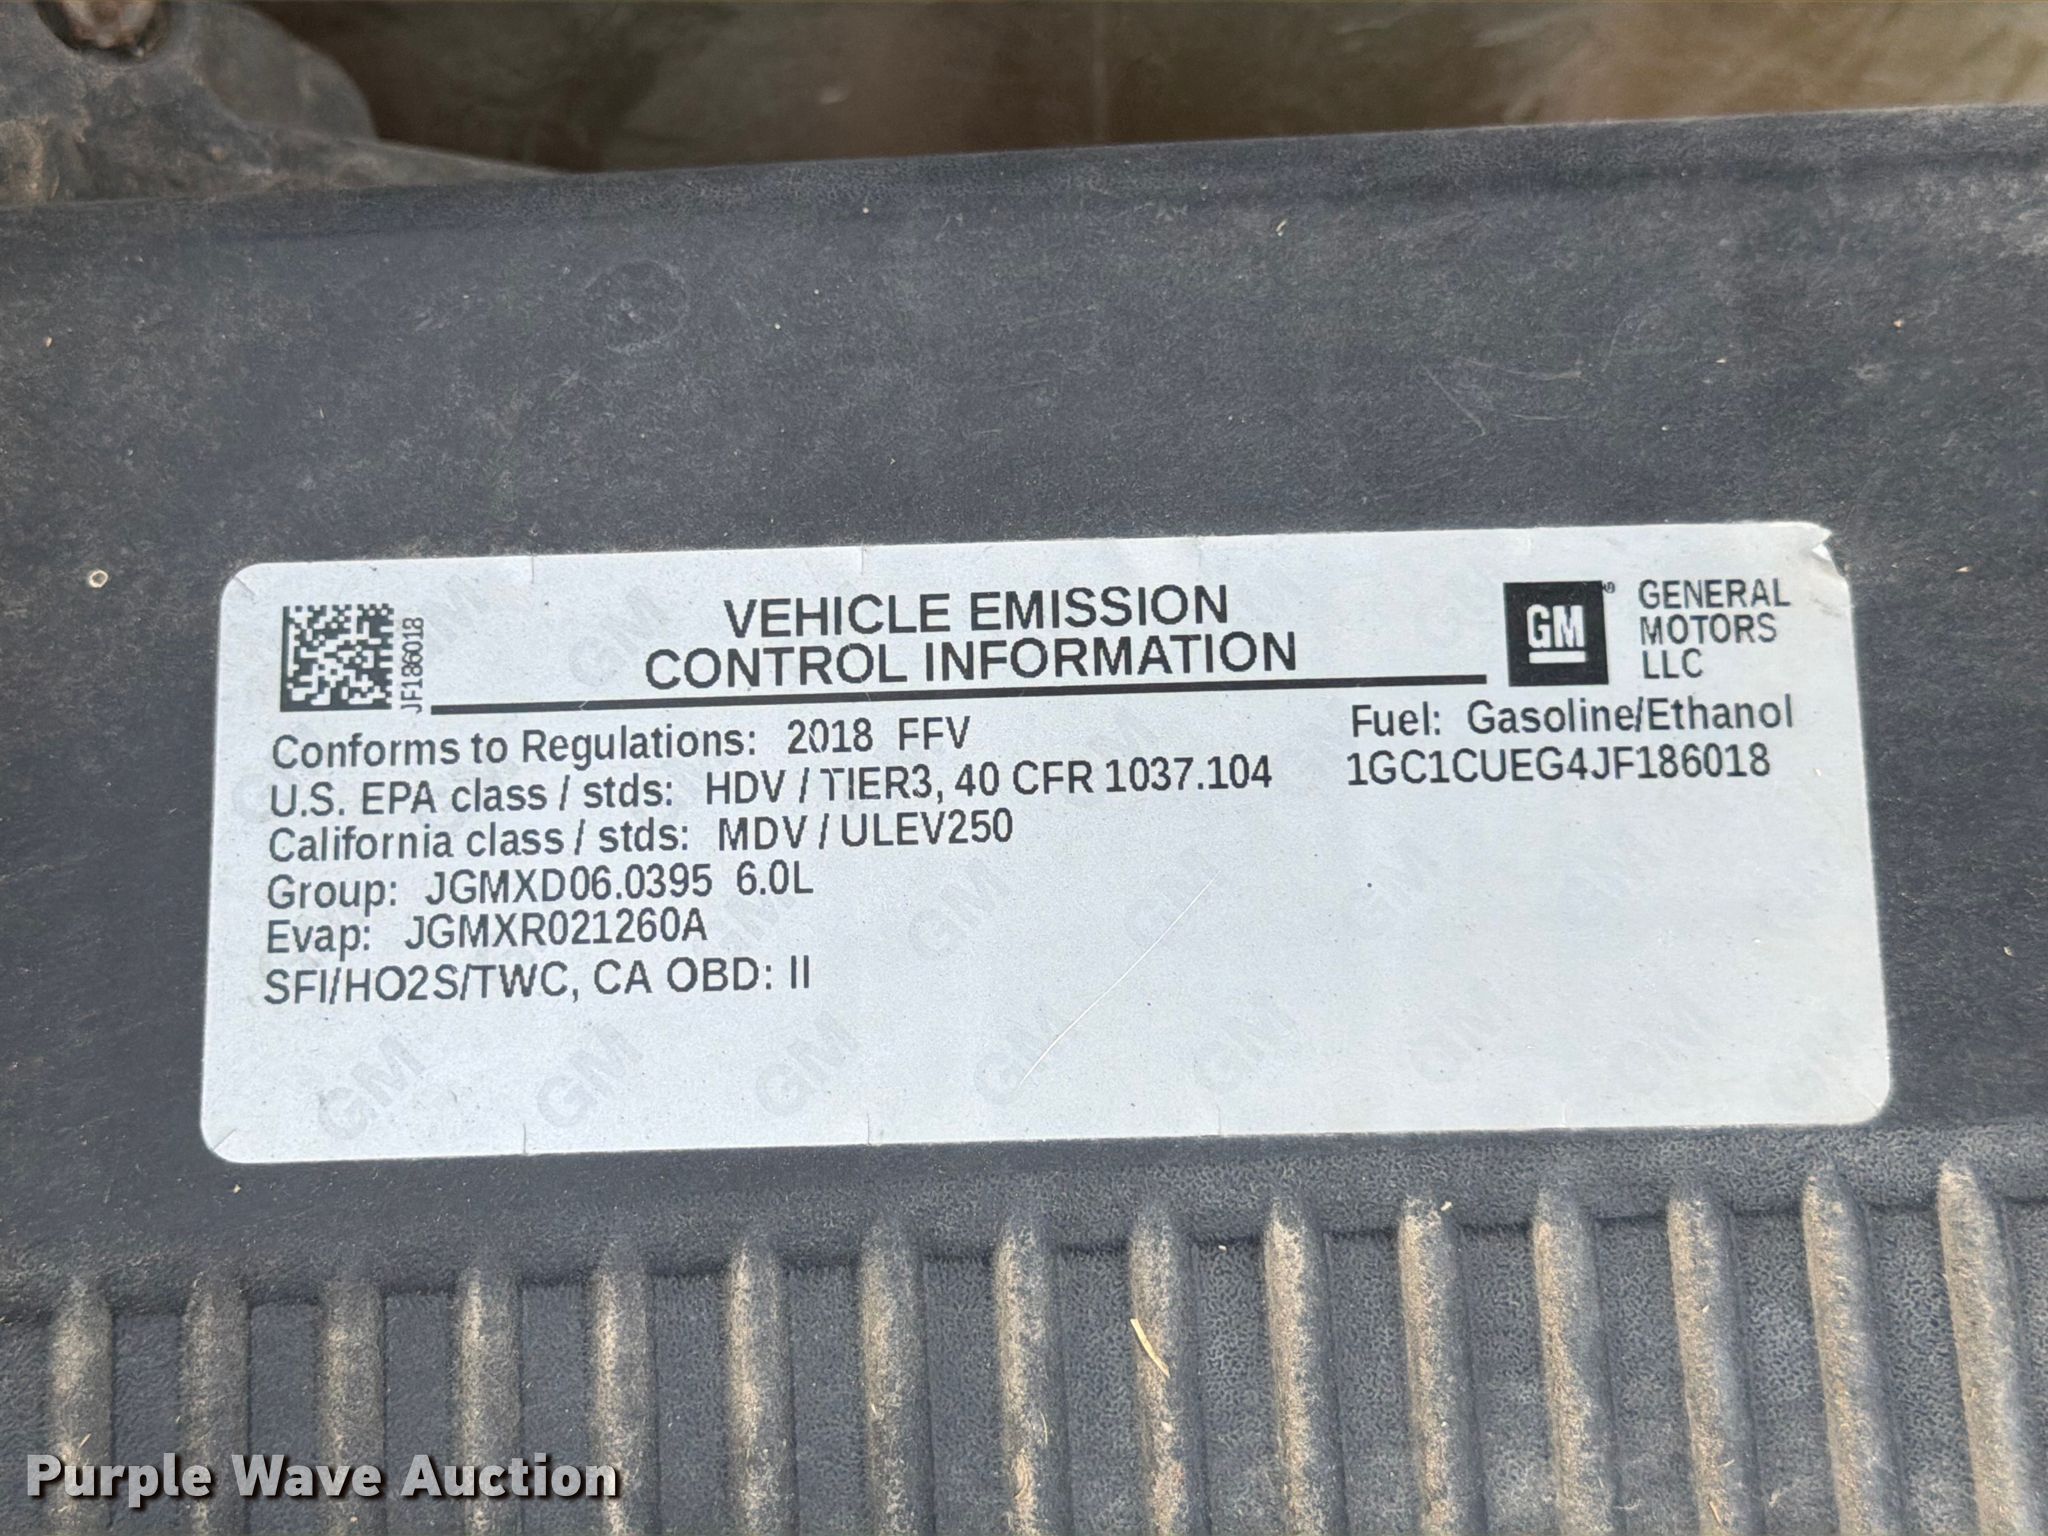 JF186018
VEHICLE EMISSION
CONTROL INFORMATION
GM®
GENERAL
MOTORS
LLC
Conforms to Regulations: 2018 FFV
U.S. EPA class / stds: HDV / TIER3, 40 CFR 1037.104
California class / stds: MDV / ULEV250
Group: JGMXD06.0395 6.0L
Evap: JGMXR021260A
SFI/HO2S/TWC, CA OBD: II
Fuel: Gasoline/Ethanol
1GC1CUEG4JF186018
Purple Wave Auction